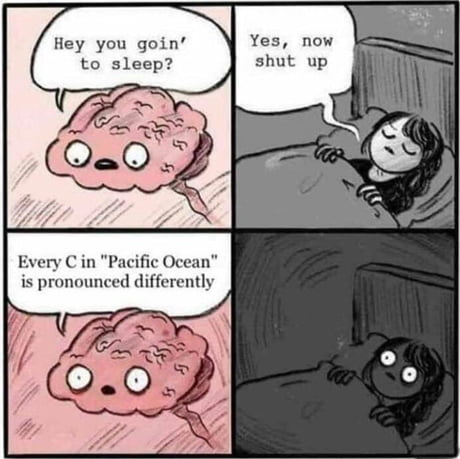 Hey you goin'
to sleep?
Yes, now
shut up
Every C in "Pacific Ocean"
is pronounced differently